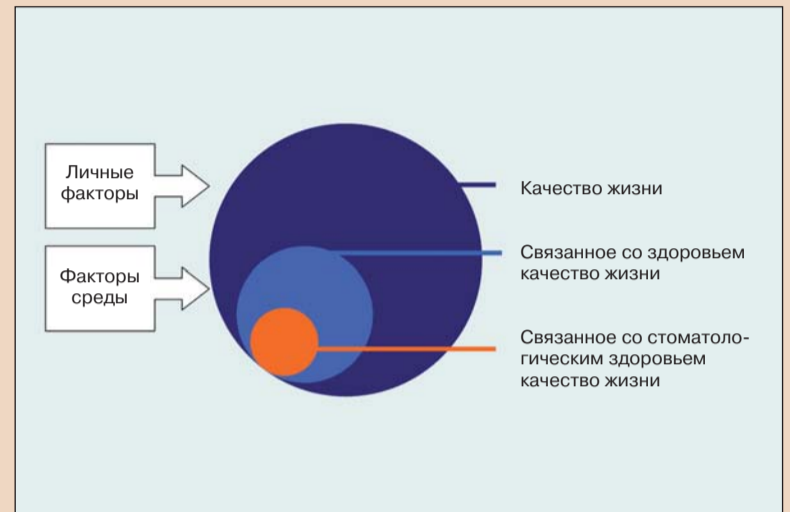 Личные
факторы
Факторы
среды
Качество жизни
Связанное со здоровьем
качество жизни
Связанное со стоматоло-
гическим здоровьем
качество жизни